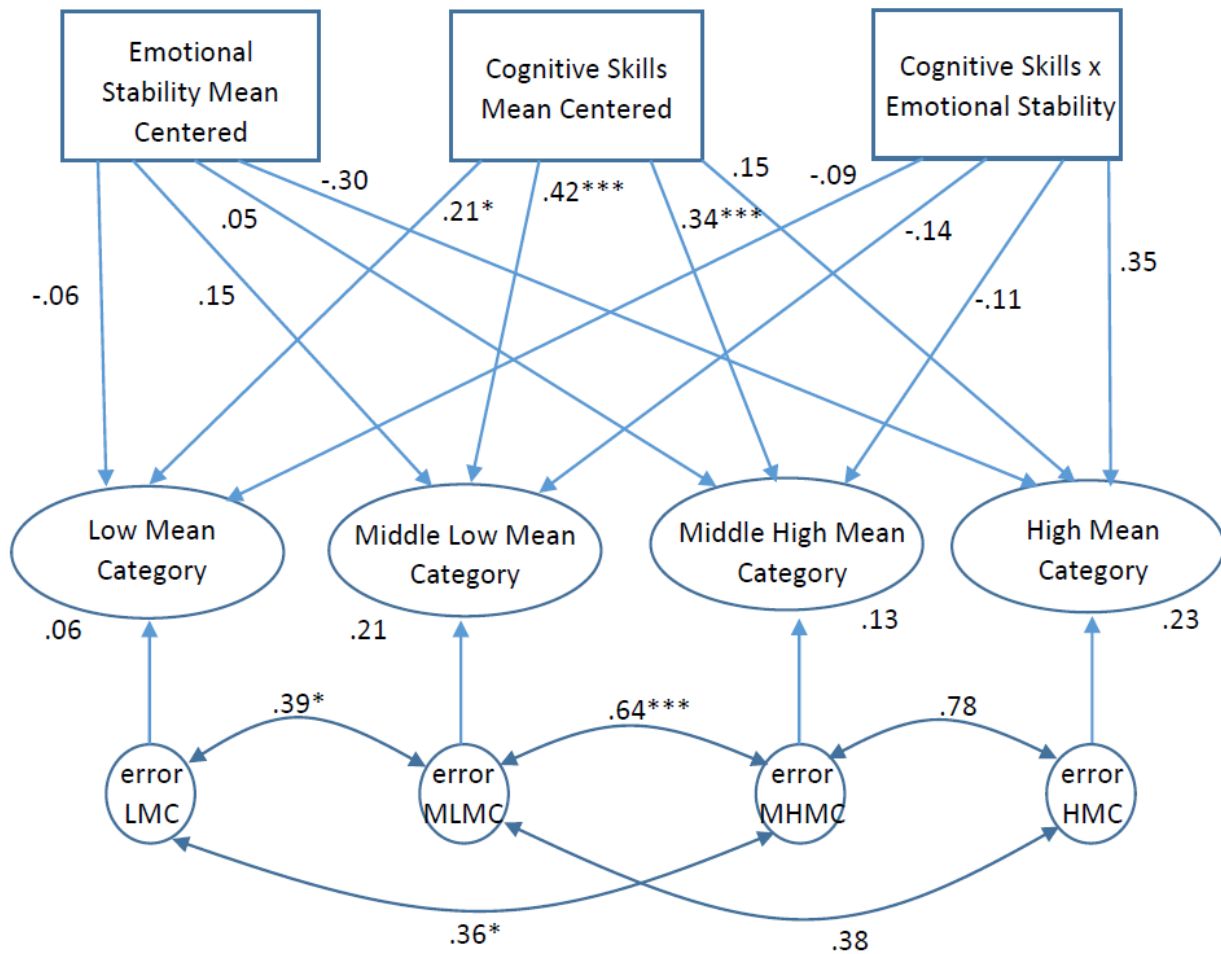 Emotional
Stability Mean
Centered
Cognitive Skills
Mean Centered
Cognitive Skills x
Emotional Stability
-.30
.15
-.09
.05
.21*
.42***
.34***
-.14
.35
-.06
.15
-.11
Low Mean
Category
Middle Low Mean
Category
Middle High Mean
Category
High Mean
Category
.06
.21
.13
.23
.39*
.64***
.78
error
LMC
error
MLMC
error
MHMC
error
HMC
.36*
.38